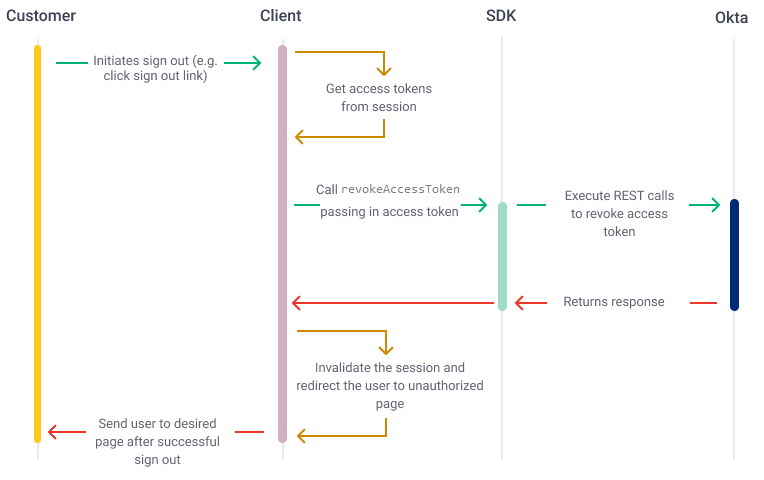 Customer
Client
SDK
Okta
Initiates sign out (e.g.
click sign out link)
Get access tokens
from session
Call revokeAccessToken
passing in access token
Execute REST calls
to revoke access
token
Returns response
Invalidate the session and
redirect the user to unauthorized
page
Send user to desired
page after successful
sign out